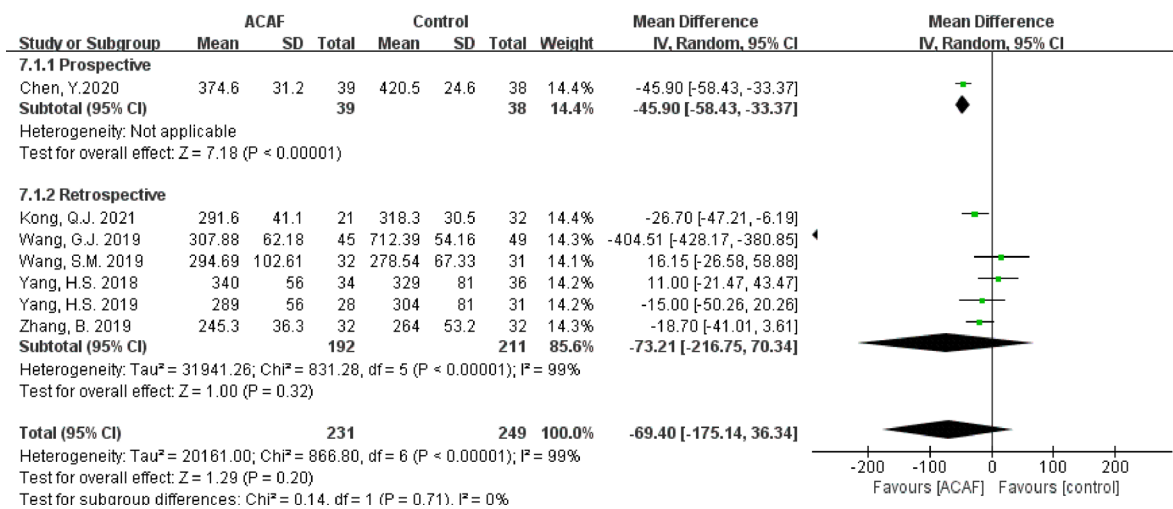 ACAF Control Mean Difference Mean Difference
Study or Subgroup Mean SD Total Mean SD Total Weight IV, Random, 95% CI IV, Random, 95% CI
7.1.1 Prospective
Chen, Y.2020 374.6 31.2 39 420.5 24.6 38 14.4% -45.90 [-58.43, -33.37]
Subtotal (95% CI) 39 38 14.4% -45.90 [-58.43, -33.37]
Heterogeneity: Not applicable
Test for overall effect: Z = 7.18 (P < 0.00001)
7.1.2 Retrospective
Kong, Q.J. 2021 291.6 41.1 21 318.3 30.5 32 14.4% -26.70 [-47.21, -6.19]
Wang, G.J. 2019 307.88 62.18 45 712.39 54.16 49 14.3% -404.51 [-428.17, -380.85]
Wang, S.M. 2019 294.69 102.61 32 278.54 67.33 31 14.1% 16.15 [-26.58, 58.88]
Yang, H.S. 2018 340 56 34 329 81 36 14.2% 11.00 [-21.47, 43.47]
Yang, H.S. 2019 289 56 28 304 81 31 14.2% -15.00 [-50.26, 20.26]
Zhang, B. 2019 245.3 36.3 32 264 53.2 32 14.3% -18.70 [-41.01, 3.61]
Subtotal (95% CI) 192 211 85.6% -73.21 [-216.75, 70.34]
Heterogeneity: Tau² = 31941.26; Chi² = 831.28, df = 5 (P < 0.00001); I² = 99%
Test for overall effect: Z = 1.00 (P = 0.32)
Total (95% CI) 231 249 100.0% -69.40 [-175.14, 36.34]
Heterogeneity: Tau² = 20161.00; Chi² = 866.80, df = 6 (P < 0.00001); I² = 99%
Test for overall effect: Z = 1.29 (P = 0.20)
Test for subgroup differences: Chi² = 0.14, df = 1 (P = 0.71), I² = 0%
-200 -100 0 100 200
Favours [ACAF] Favours [control]